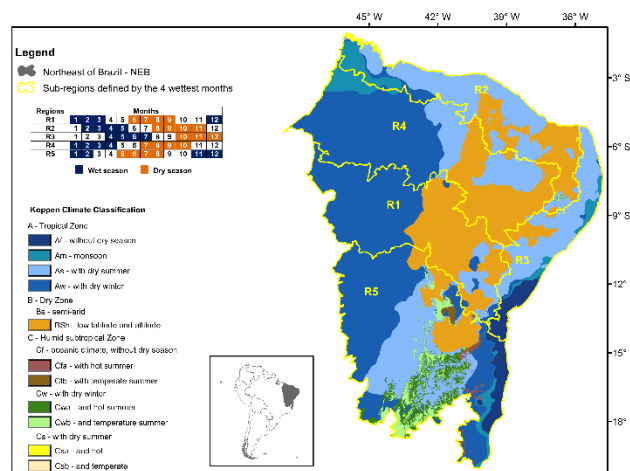 45°W 42°W 39°W 36°W
Legend
Northeast of Brazil - NEB
Sub-regions defined by the 4 wettest months
Regions Months
R1 1 2 3 4 5 6 7 8 9 10 11 12
R2 1 2 3 4 5 6 7 8 9 10 11 12
R3 1 2 3 4 5 6 7 8 9 10 11 12
R4 1 2 3 4 5 6 7 8 9 10 11 12
R5 1 2 3 4 5 6 7 8 9 10 11 12
Wet season Dry season
Koppen Climate Classification
A - Tropical Zone
Af - without dry season
Am - monsoon
As - with dry summer
Aw - with dry winter
B - Dry Zone
Bs - semi-arid
BSh - low latitude and altitude
C - Humid subtropical Zone
Cf - oceanic climate, without dry season
Cfa - with hot summer
Cfb - with temperate summer
Cw - with dry winter
Cwa - and hot summer
Cwb - and temperature summer
Cs - with dry summer
Csa - and hot
Csb - and temperate
R2
R4
R1
R3
R5
3°S
6°S
9°S
12°S
15°S
18°S